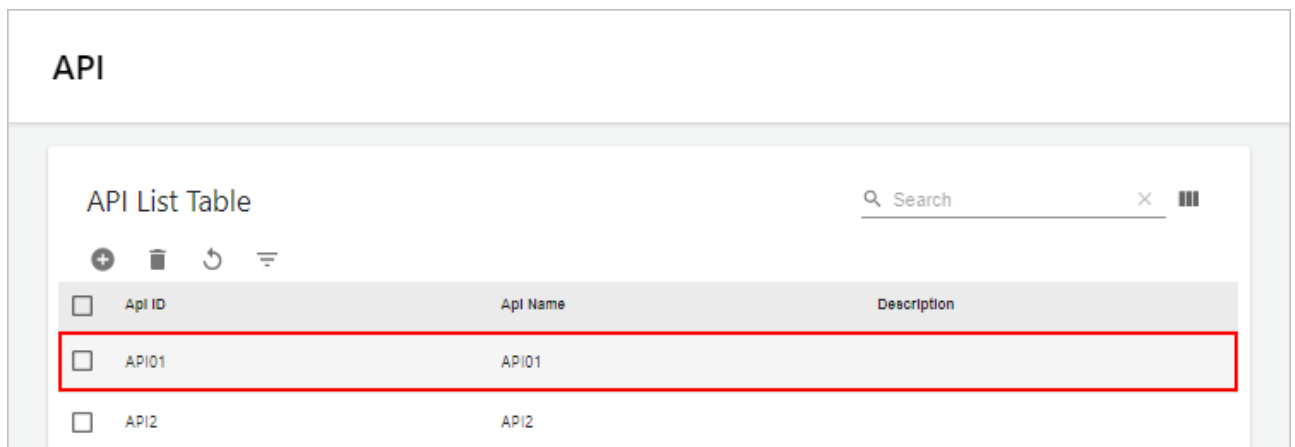 API
API List Table
Search
Api ID Api Name Description
API01 API01
API2 API2